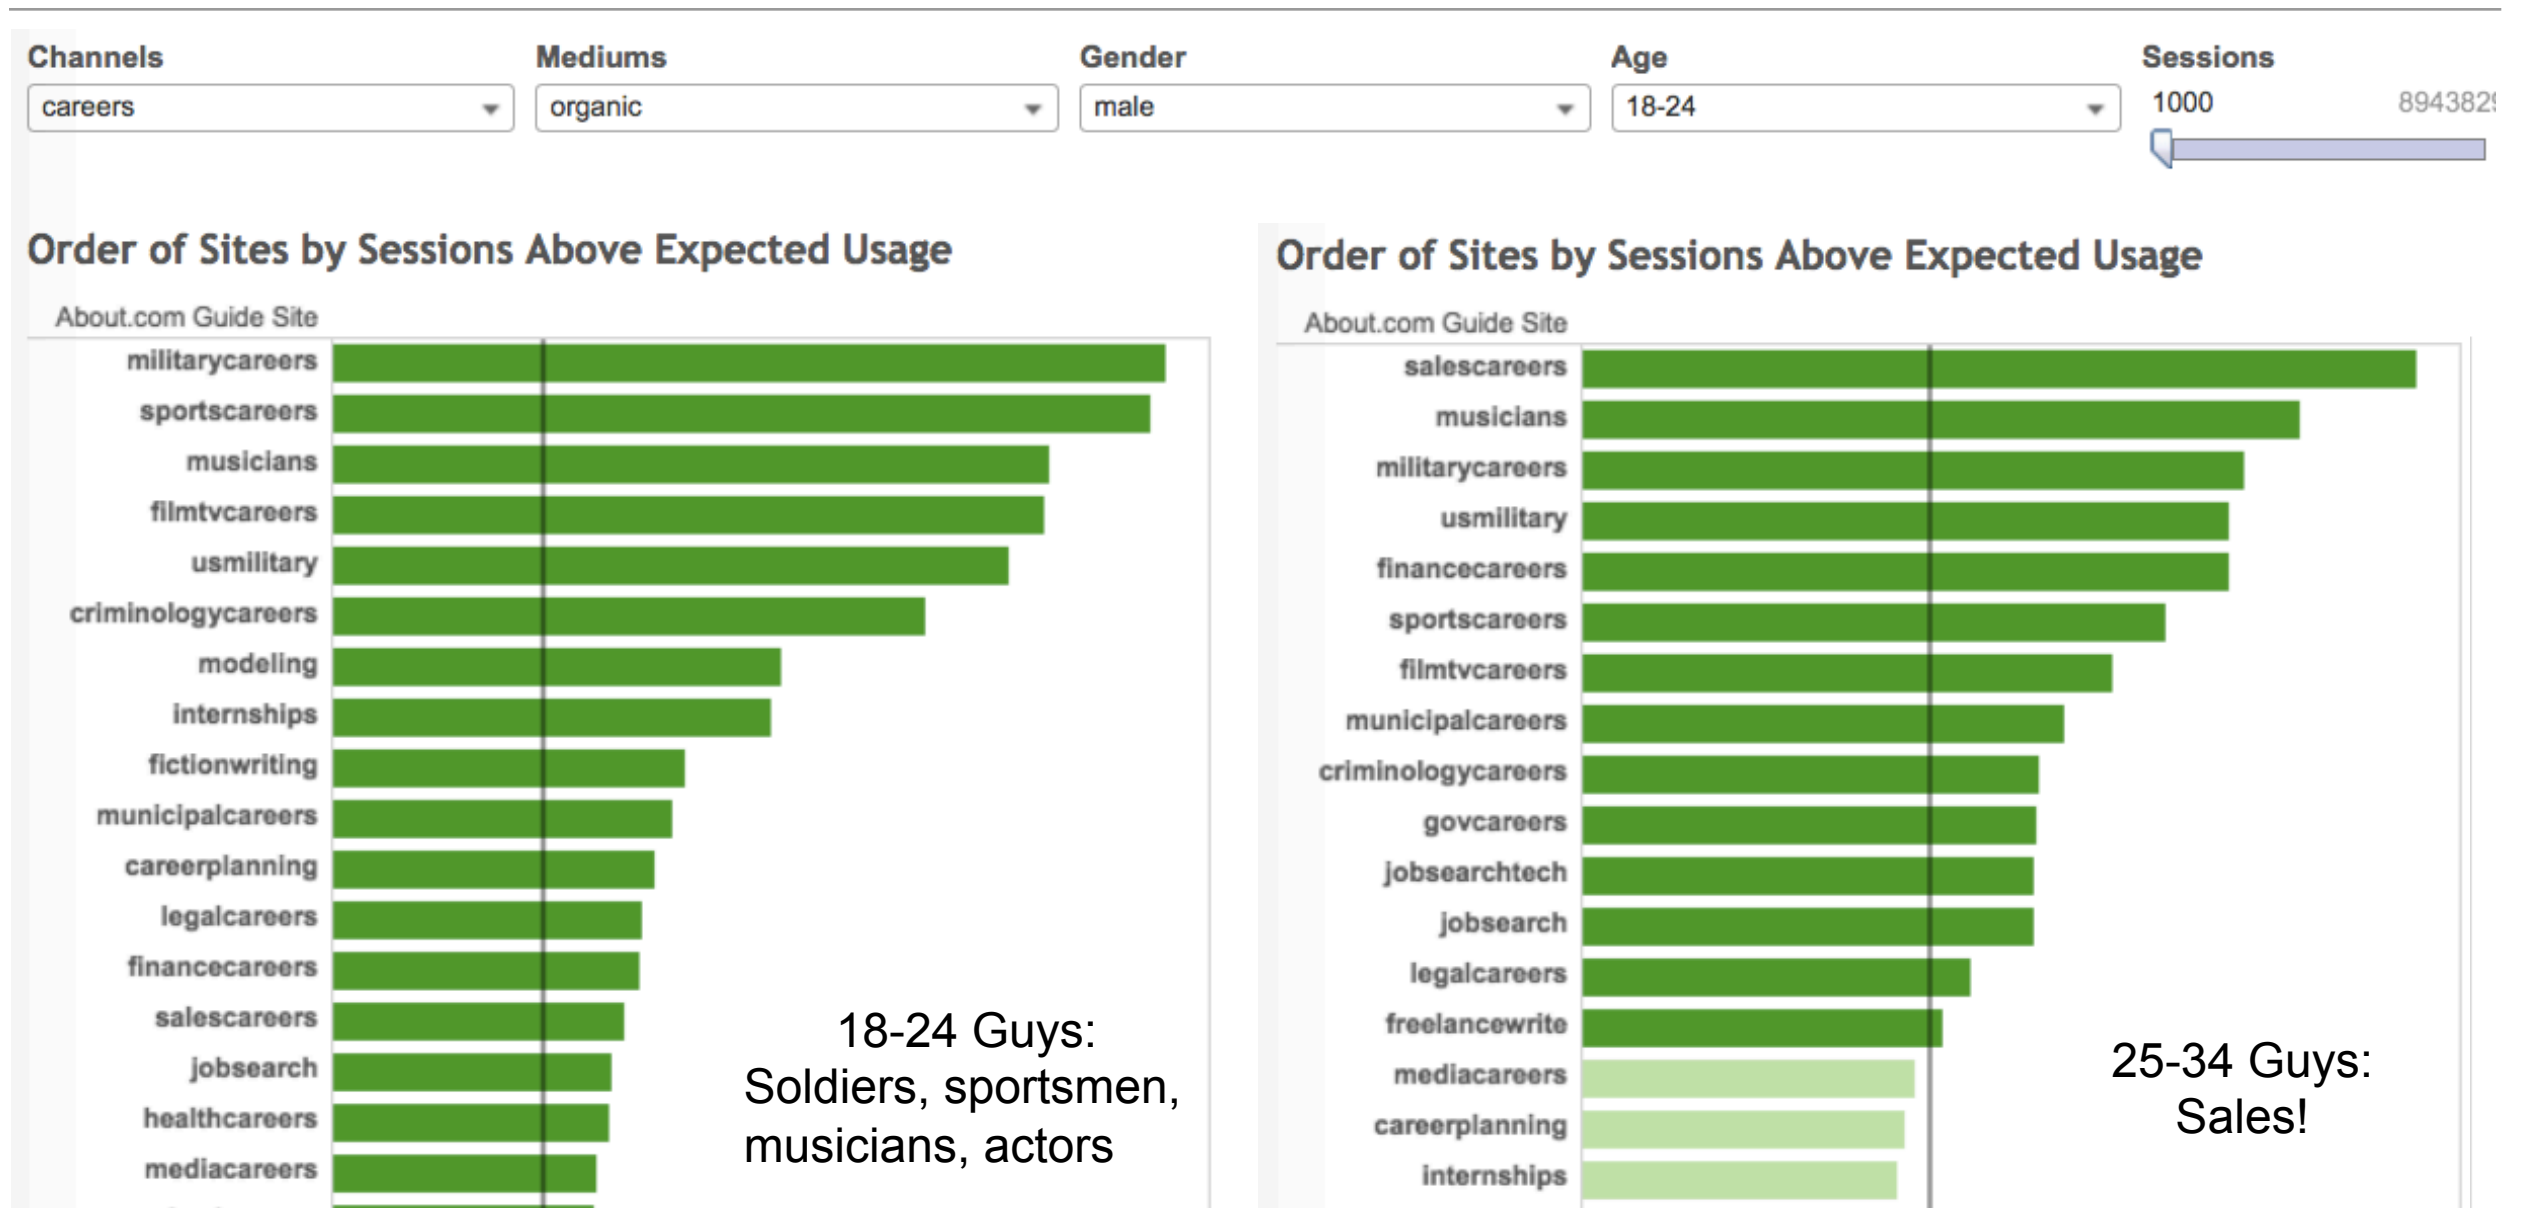 Channels Mediums Gender Age Sessions
careers organic male 18-24 1000
Order of Sites by Sessions Above Expected Usage
About.com Guide Site
militarycareers
sportscareers
musicians
filmtvcareers
usmilitary
criminologycareers
modeling
internships
fictionwriting
municipalcareers
careerplanning
legalcareers
financecareers
salescareers
jobsearch
healthcareers
mediacareers
18-24 Guys:
Soldiers, sportsmen,
musicians, actors
Order of Sites by Sessions Above Expected Usage
About.com Guide Site
salescareers
musicians
militarycareers
usmilitary
financecareers
sportscareers
filmtvcareers
municipalcareers
criminologycareers
govcareers
jobsearchtech
jobsearch
legalcareers
freelancewrite
mediacareers
careerplanning
internships
25-34 Guys:
Sales!